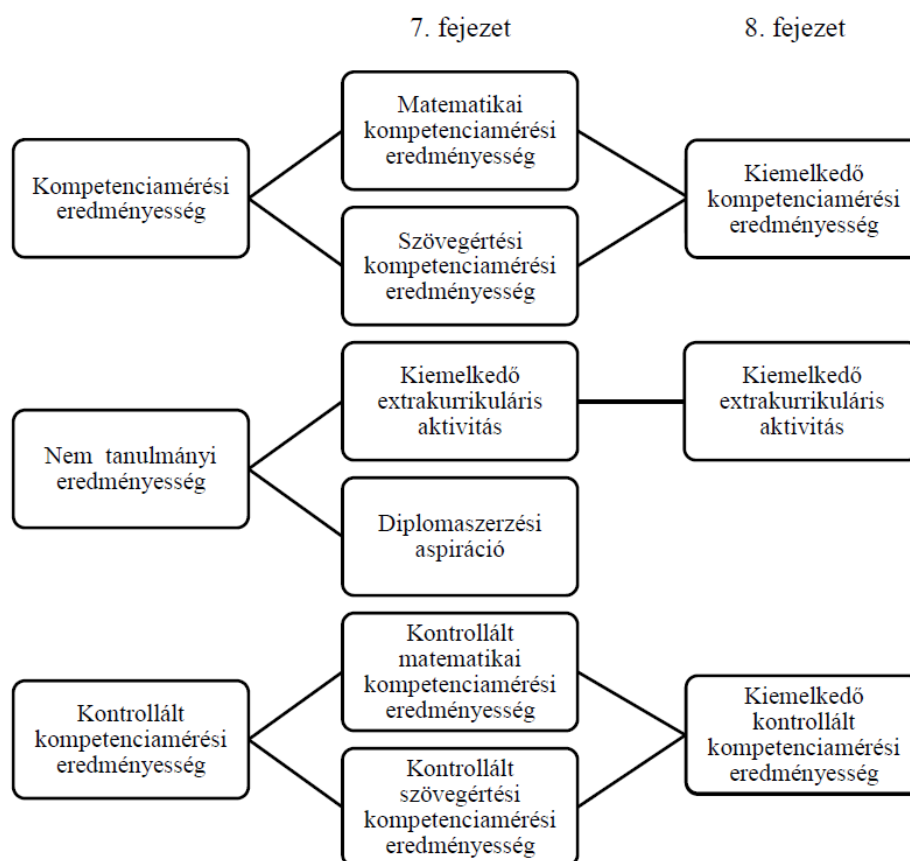 7. fejezet
8. fejezet
Kompetenciamérési
eredményesség
Matematikai
kompetenciamérési
eredményesség
Szövegértési
kompetenciamérési
eredményesség
Kiemelkedő
kompetenciamérési
eredményesség
Nem tanulmányi
eredményesség
Kiemelkedő
extrakurrikuláris
aktivitás
Diplomaszerzési
aspiráció
Kiemelkedő
extrakurrikuláris
aktivitás
Kontrollált
kompetenciamérési
eredményesség
Kontrollált
matematikai
kompetenciamérési
eredményesség
Kontrollált
szövegértési
kompetenciamérési
eredményesség
Kiemelkedő
kontrollált
kompetenciamérési
eredményesség